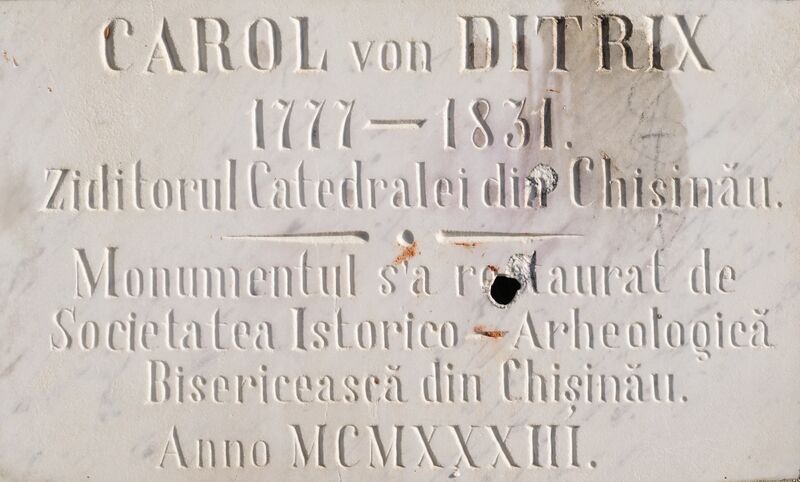 CAROL von DITRIX
1777 — 1831.
Ziditorul Catedralei din Chișinău.
Monumentul s'a restaurat de
Societatea Istorico - Arheologică
Bisericească din Chișinău.
Anno MCMXXXIII.